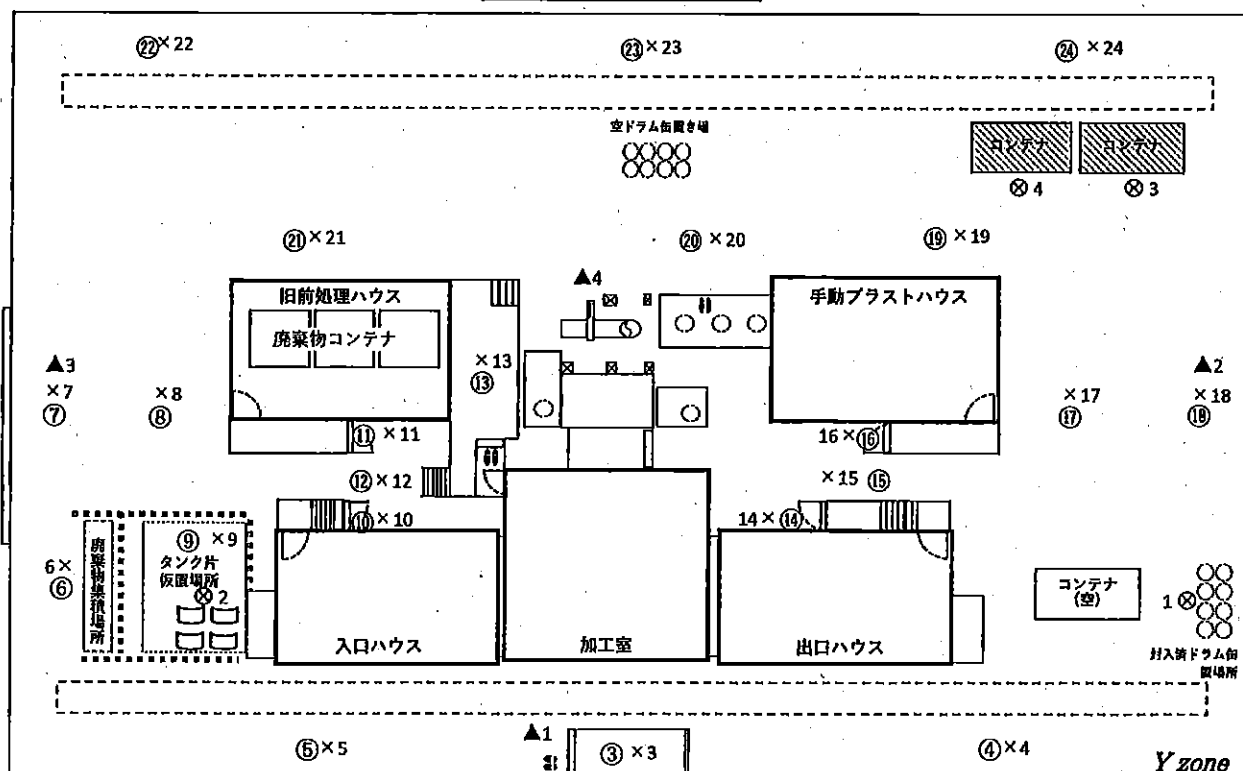 ㉒×22 ㉓×23 ㉔×24
空ドラム缶置き場
コンテナ コンテナ
⊗4 ⊗3
㉑×21 ⑳×20 ⑲×19
▲4
旧前処理ハウス 手動ブラストハウス
廃棄物コンテナ
▲3 ×13 ▲2
×7 ×8 ⑬ ×17 ×18
⑦ ⑧ ⑰ ⑱
⑪×11 16×⑯
⑫×12 ×15 ⑮
⑩×10 14×⑭
⑨ ×9
6× タンク片
⑥ 仮置場所
廃棄物集積場所
⊗2 コンテナ
(空)
1⊗
入口ハウス 加工室 出口ハウス
封入済ドラム缶
置場所
▲1
⑤×5 ③×3 ④×4
Y zone